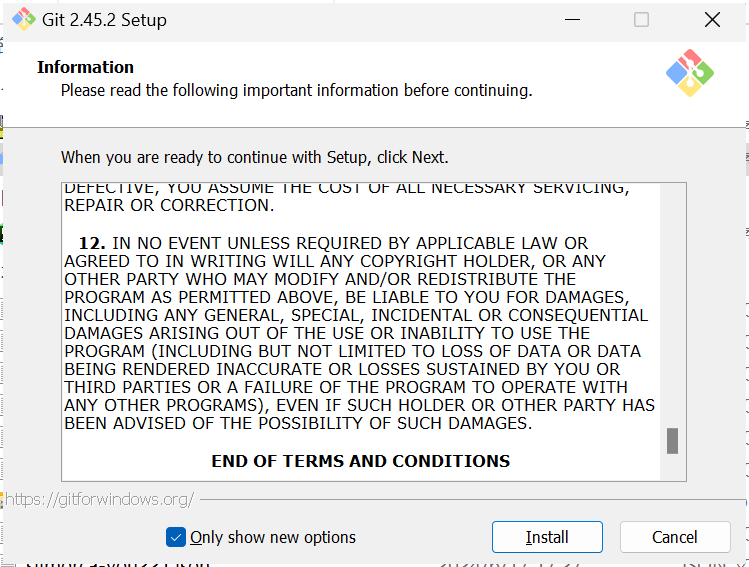 Git 2.45.2 Setup
Information
Please read the following important information before continuing.
When you are ready to continue with Setup, click Next.
DEFECTIVE, YOU ASSUME THE COST OF ALL NECESSARY SERVICING,
REPAIR OR CORRECTION.
12. IN NO EVENT UNLESS REQUIRED BY APPLICABLE LAW OR
AGREED TO IN WRITING WILL ANY COPYRIGHT HOLDER, OR ANY
OTHER PARTY WHO MAY MODIFY AND/OR REDISTRIBUTE THE
PROGRAM AS PERMITTED ABOVE, BE LIABLE TO YOU FOR DAMAGES,
INCLUDING ANY GENERAL, SPECIAL, INCIDENTAL OR CONSEQUENTIAL
DAMAGES ARISING OUT OF THE USE OR INABILITY TO USE THE
PROGRAM (INCLUDING BUT NOT LIMITED TO LOSS OF DATA OR DATA
BEING RENDERED INACCURATE OR LOSSES SUSTAINED BY YOU OR
THIRD PARTIES OR A FAILURE OF THE PROGRAM TO OPERATE WITH
ANY OTHER PROGRAMS), EVEN IF SUCH HOLDER OR OTHER PARTY HAS
BEEN ADVISED OF THE POSSIBILITY OF SUCH DAMAGES.
END OF TERMS AND CONDITIONS
https://gitforwindows.org/
Only show new options
Install
Cancel